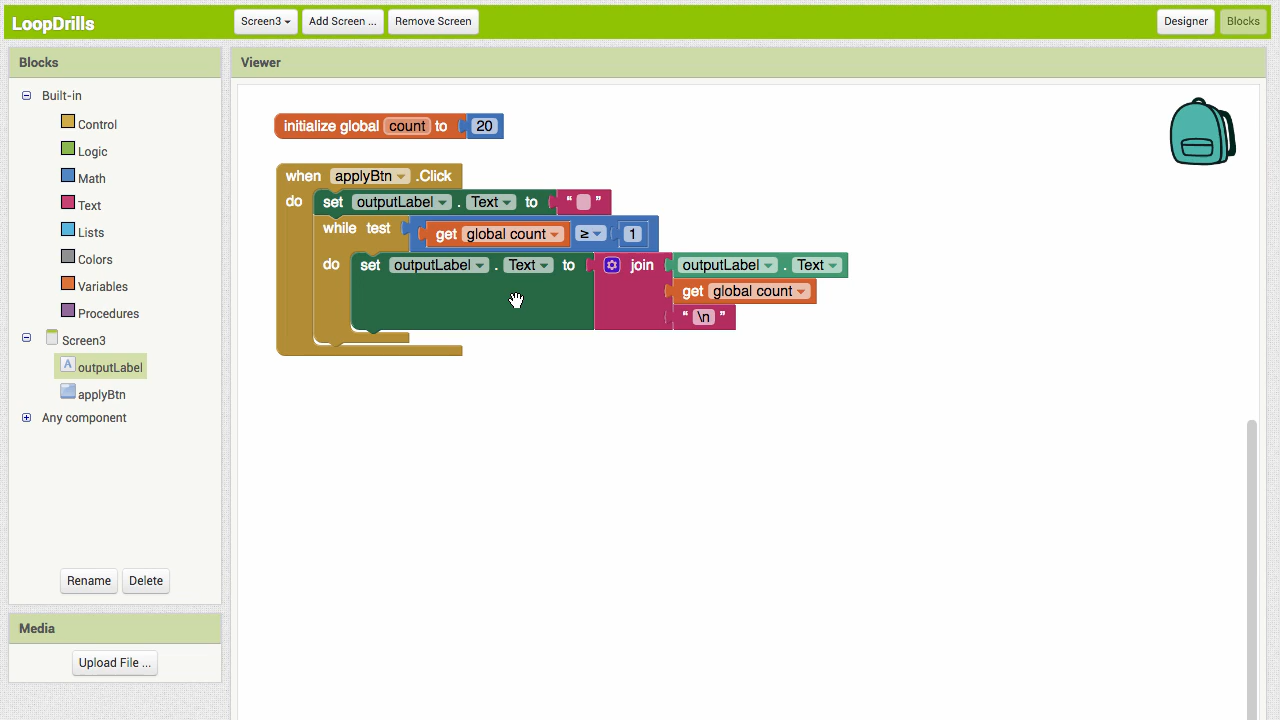 LoopDrills Screen3 Add Screen ... Remove Screen Designer Blocks
Blocks
Built-in
Control
Logic
Math
Text
Lists
Colors
Variables
Procedures
Screen3
A outputLabel
applyBtn
Any component
Rename Delete
Media
Upload File ...
Viewer
initialize global count to 20
when applyBtn .Click
do set outputLabel . Text to “ ”
while test get global count ≥ 1
do set outputLabel . Text to join outputLabel . Text
get global count
“ \n ”